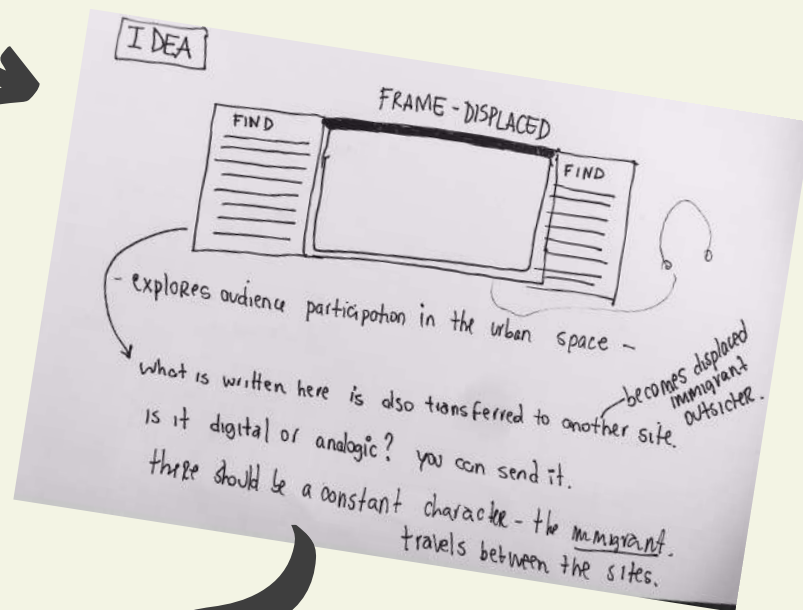 IDEA
FRAME-DISPLACED
FIND
FIND
- explores audience participation in the urban space -
What is written here is also transferred to another site.
becomes displaced
immigrant
outsider.
is it digital or analogic? you can send it.
there should be a constant character - the immigrant.
travels between the sites.